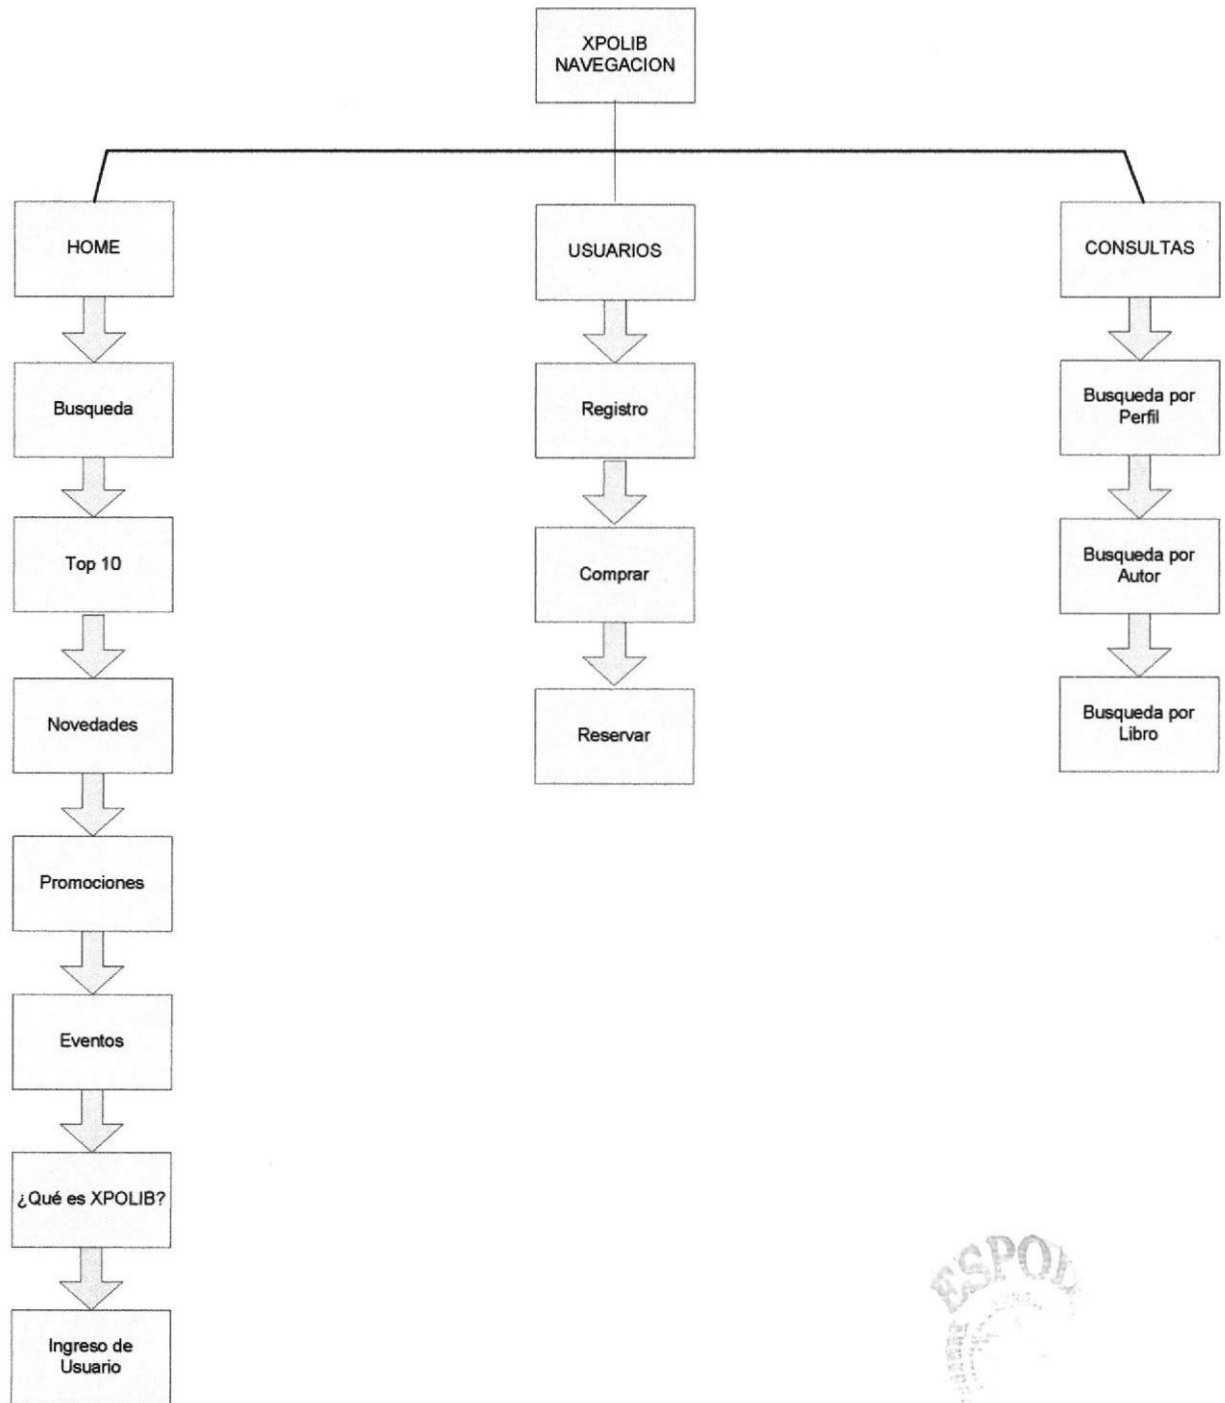 XPOLIB
NAVEGACION
HOME
USUARIOS
CONSULTAS
Busqueda
Registro
Busqueda por
Perfil
Top 10
Comprar
Busqueda por
Autor
Novedades
Reservar
Busqueda por
Libro
Promociones
Eventos
¿Qué es XPOLIB?
Ingreso de
Usuario
ESPOL